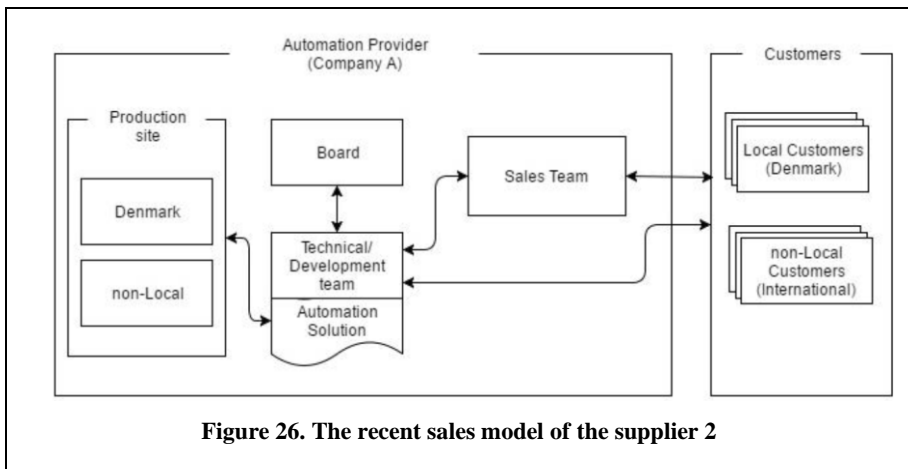 Automation Provider
(Company A)
Customers
Production
site
Board
Sales Team
Local Customers
(Denmark)
Denmark
Technical/
Development
team
non-Local
Customers
(International)
non-Local
Automation
Solution
Figure 26. The recent sales model of the supplier 2